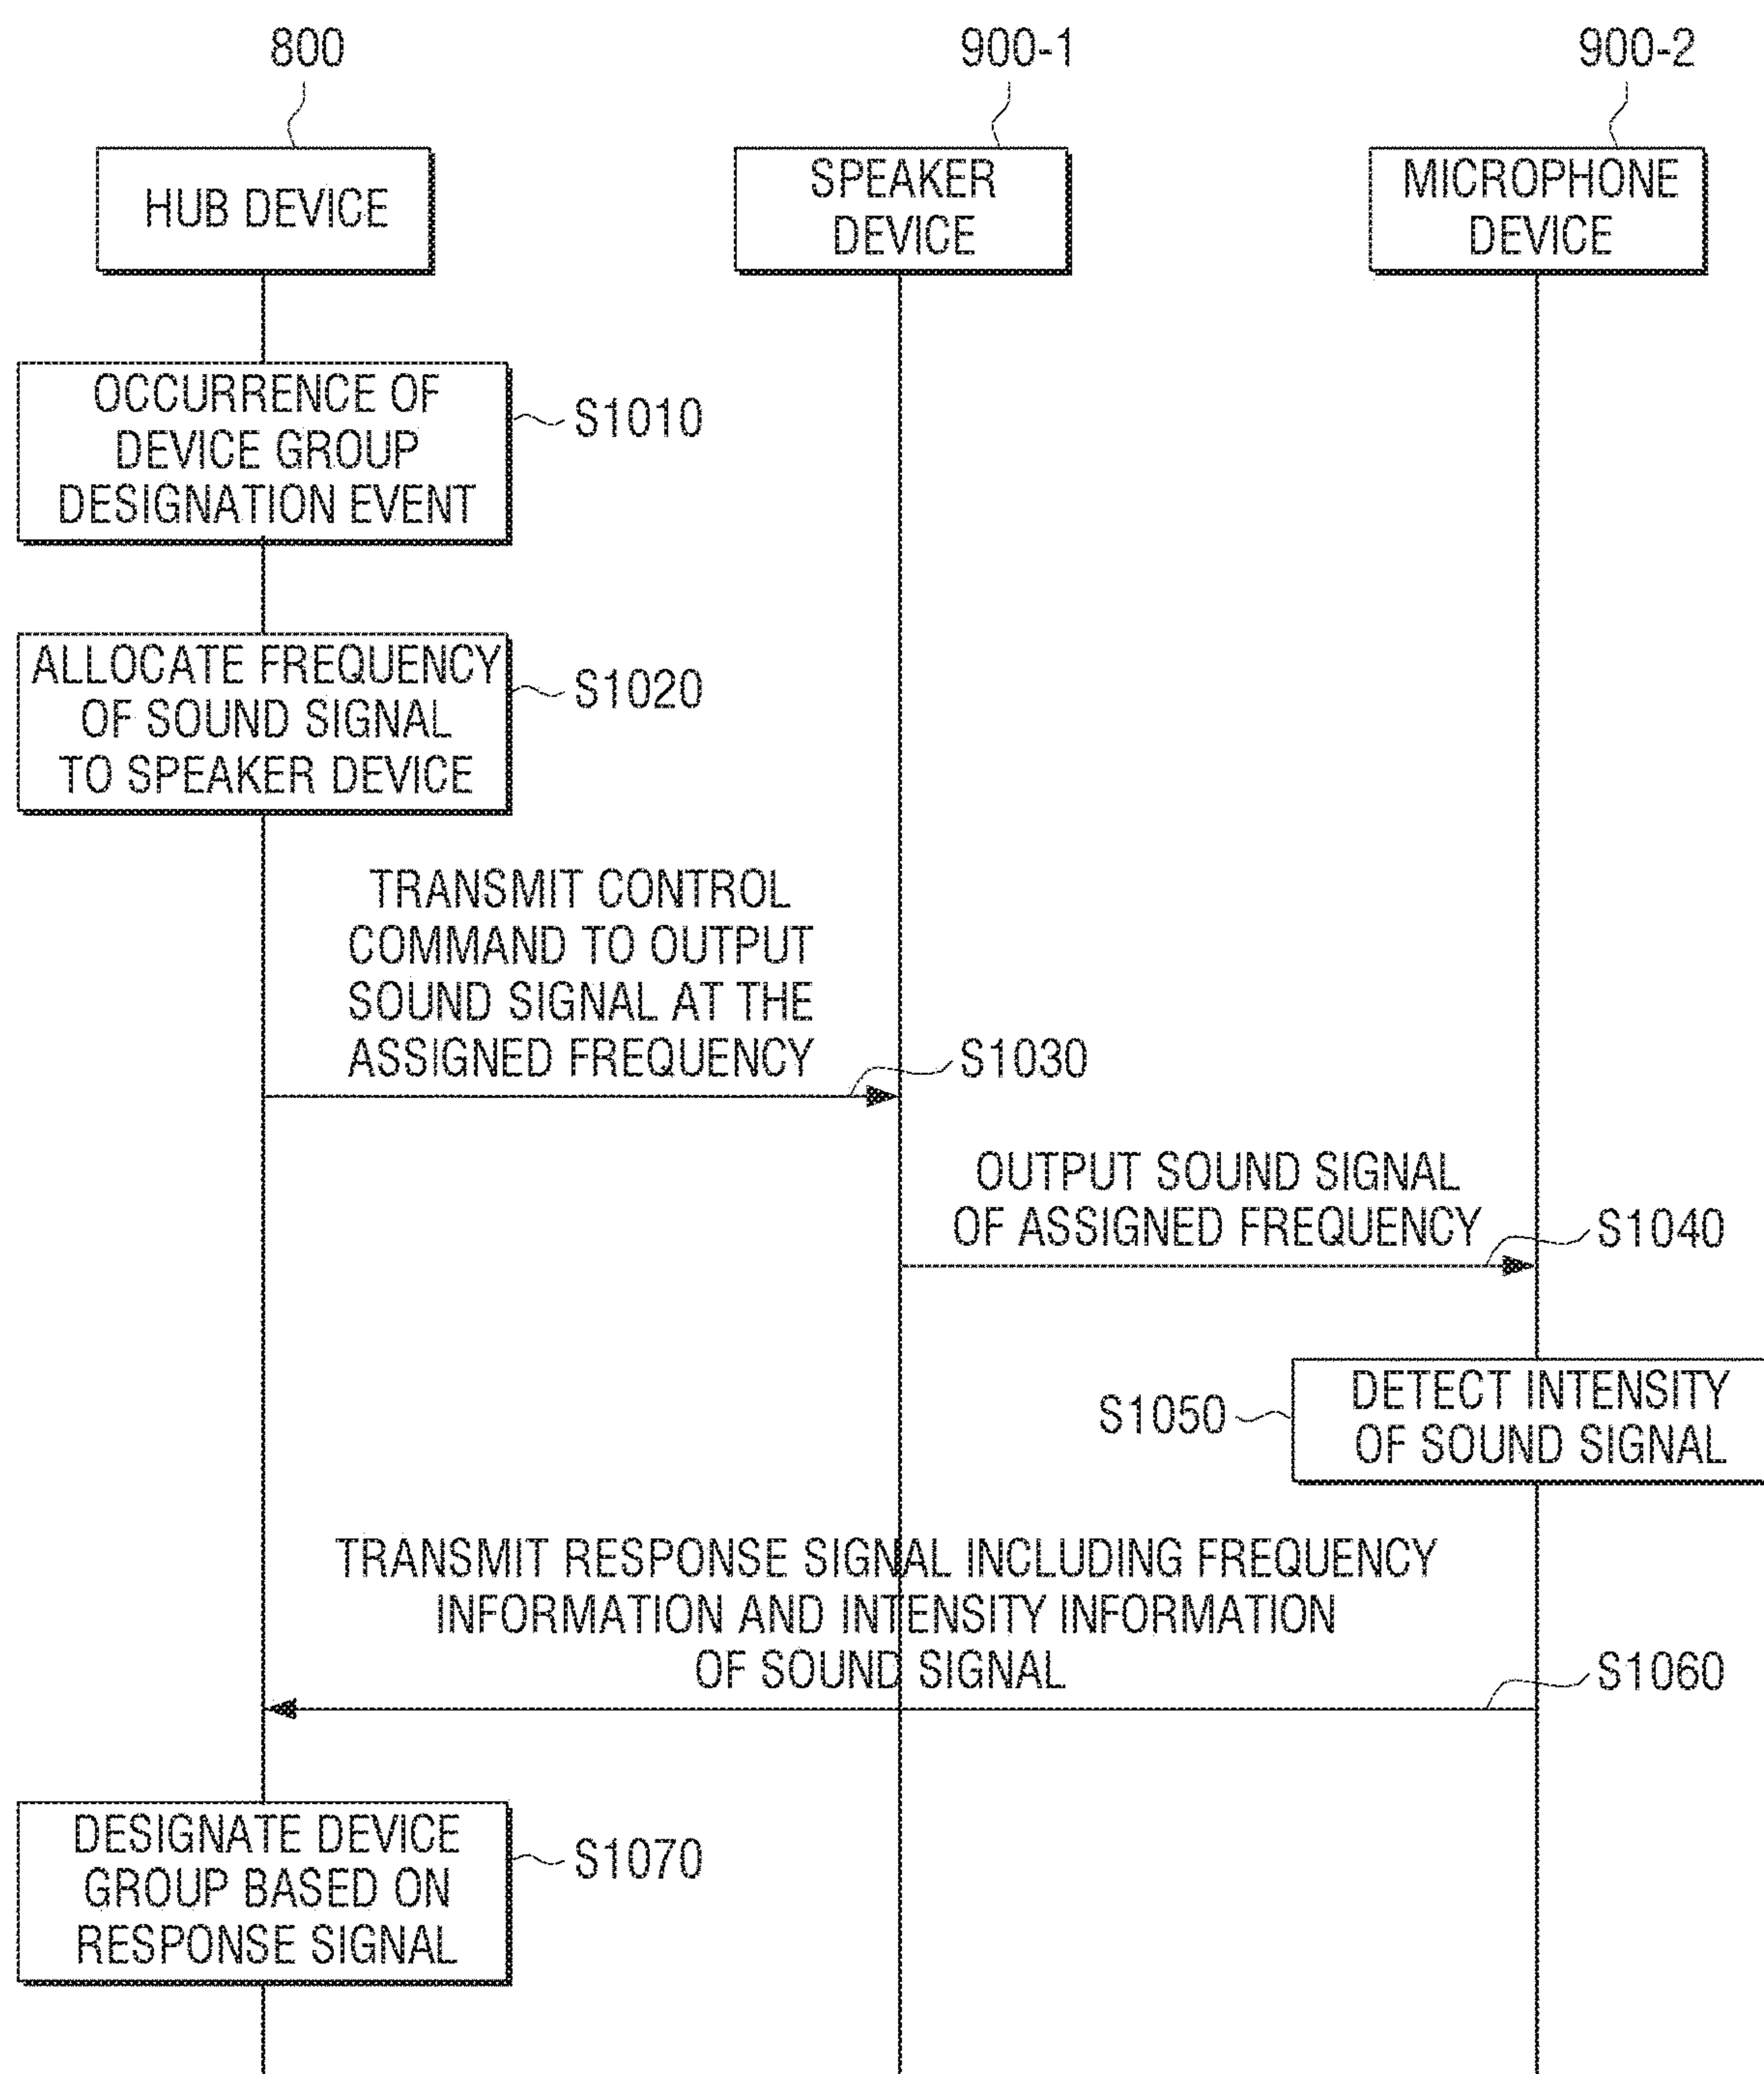 800
900-1
900-2
HUB DEVICE
SPEAKER
DEVICE
MICROPHONE
DEVICE
OCCURRENCE OF
DEVICE GROUP
DESIGNATION EVENT
S1010
ALLOCATE FREQUENCY
OF SOUND SIGNAL
TO SPEAKER DEVICE
S1020
TRANSMIT CONTROL
COMMAND TO OUTPUT
SOUND SIGNAL AT THE
ASSIGNED FREQUENCY
S1030
OUTPUT SOUND SIGNAL
OF ASSIGNED FREQUENCY
S1040
DETECT INTENSITY
OF SOUND SIGNAL
S1050
TRANSMIT RESPONSE SIGNAL INCLUDING FREQUENCY
INFORMATION AND INTENSITY INFORMATION
OF SOUND SIGNAL
S1060
DESIGNATE DEVICE
GROUP BASED ON
RESPONSE SIGNAL
S1070